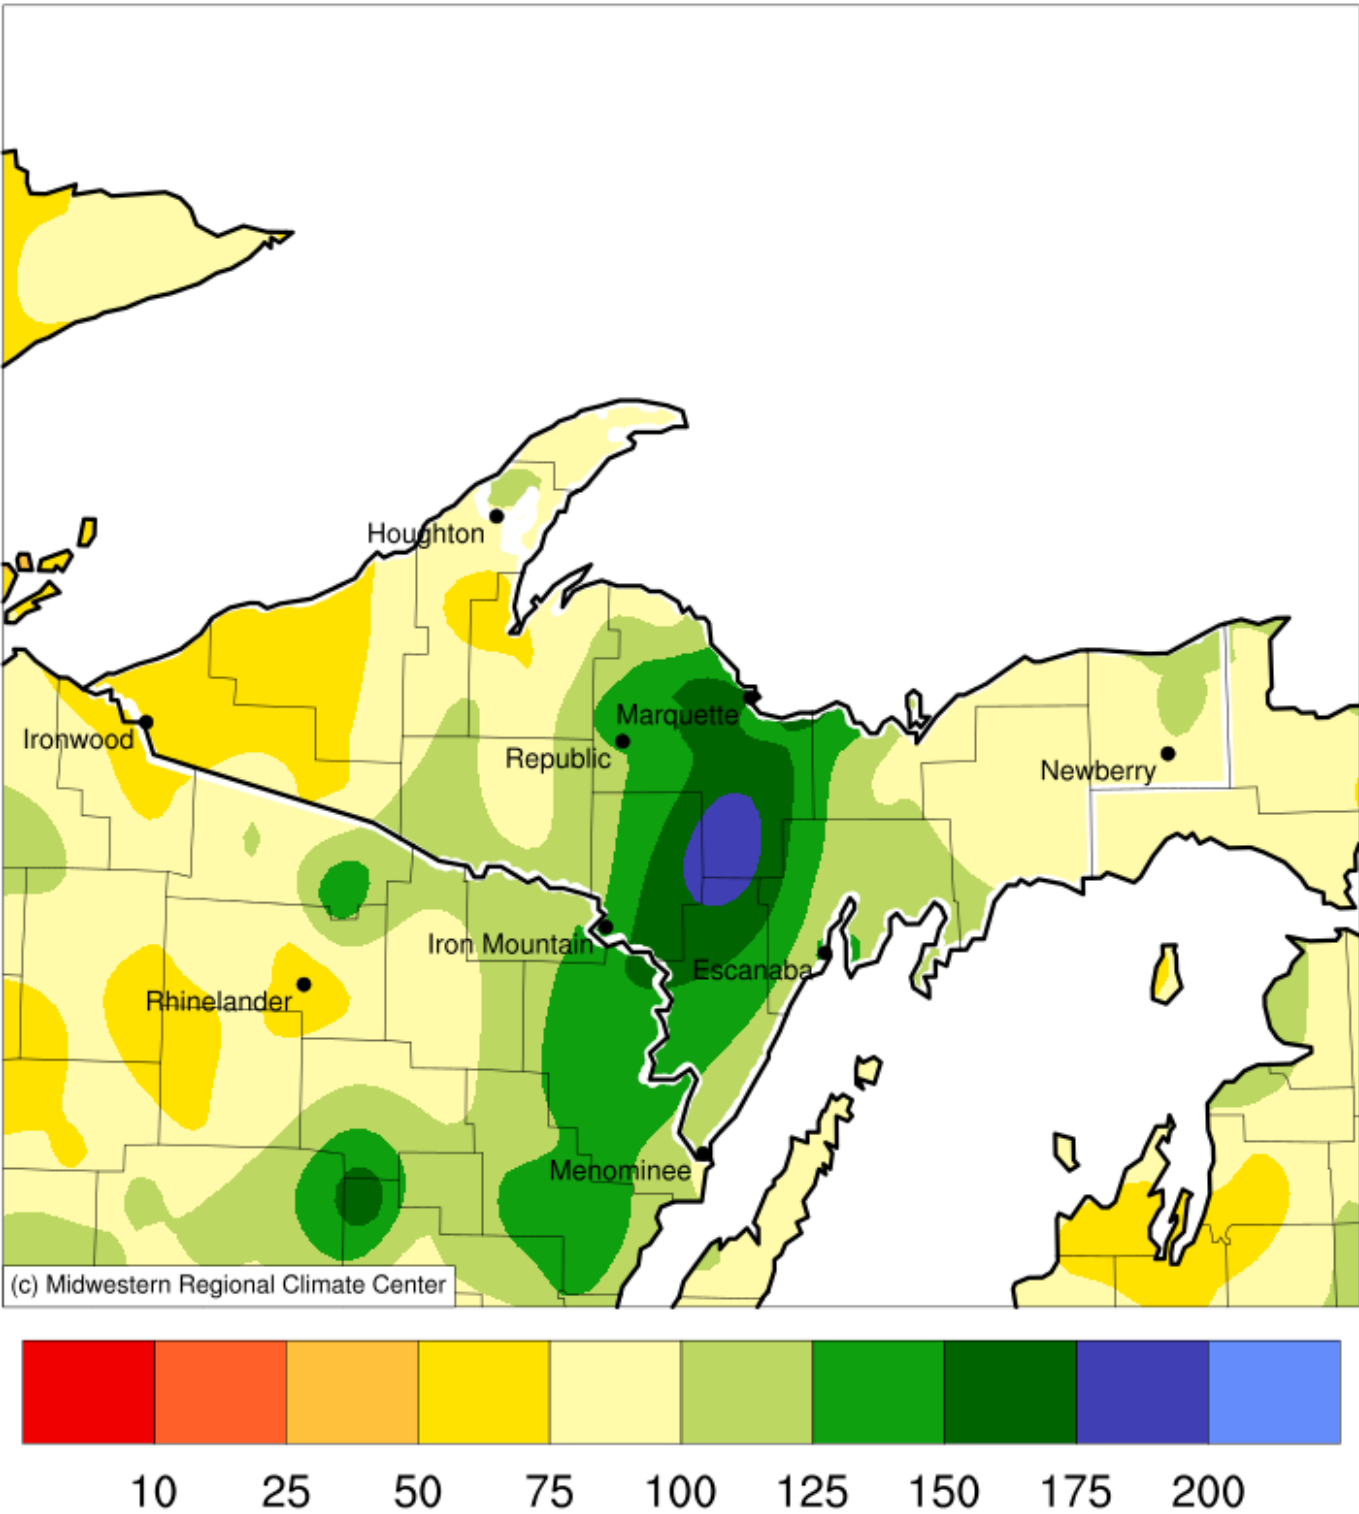 Houghton
Marquette
Ironwood
Republic
Newberry
Iron Mountain
Escanaba
Rhinelander
Menominee
(c) Midwestern Regional Climate Center
10 25 50 75 100 125 150 175 200